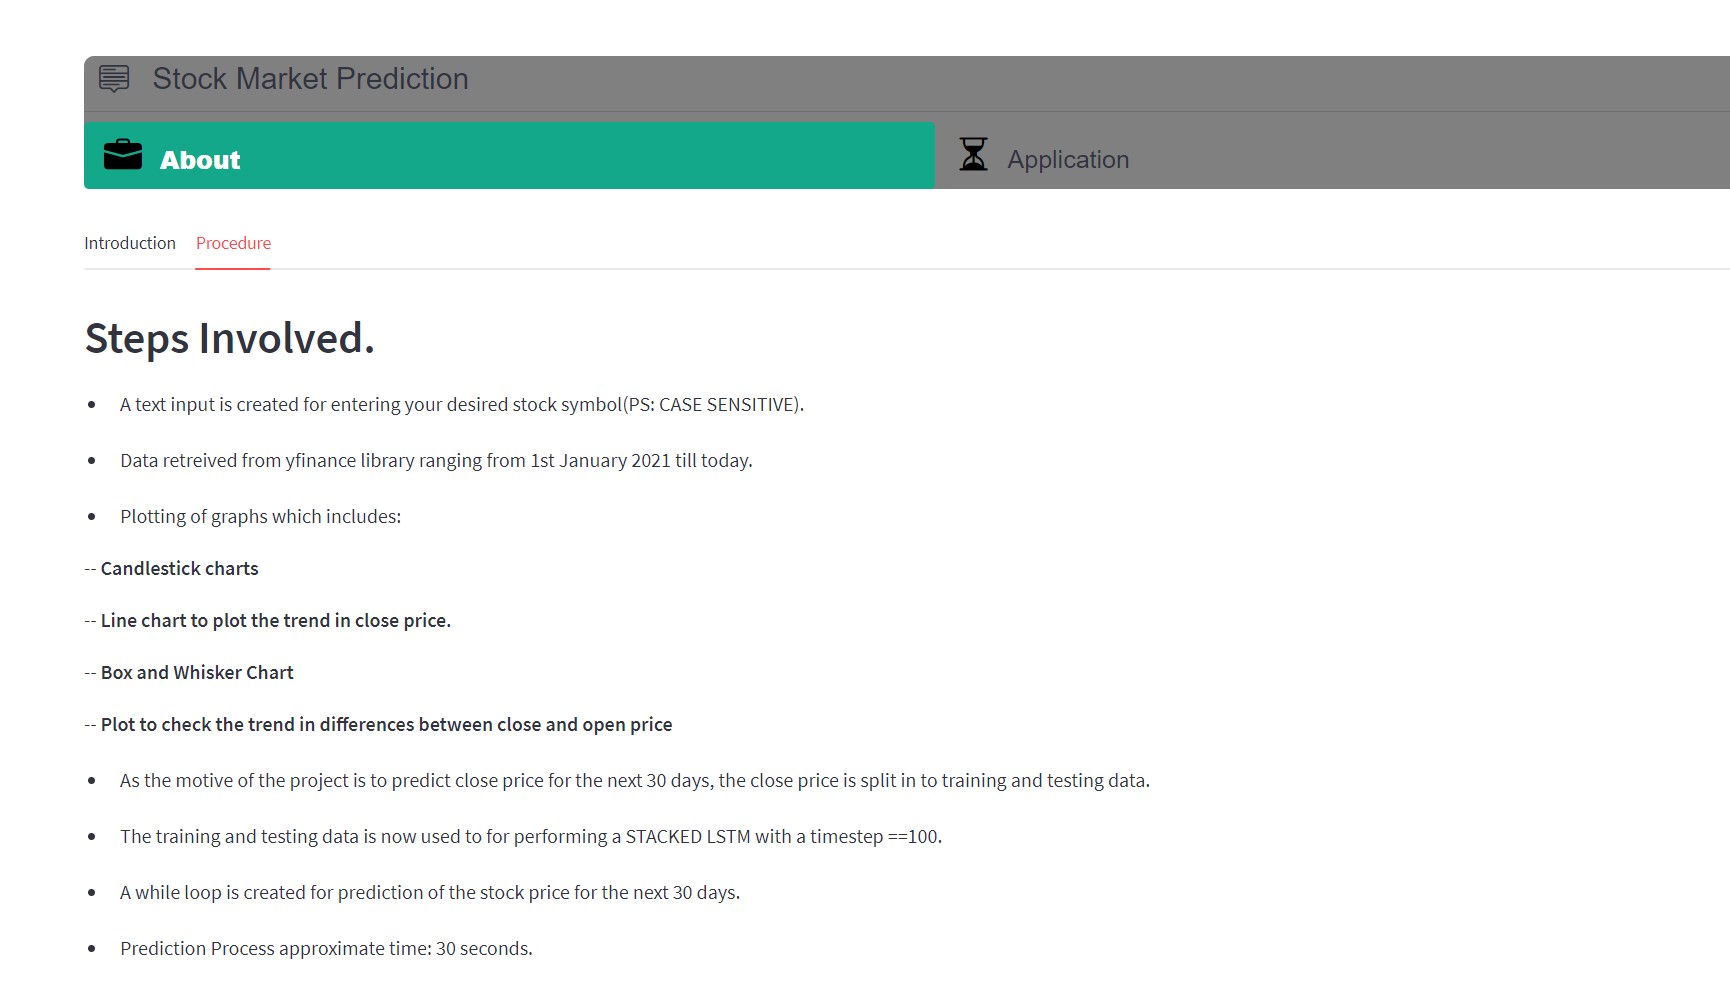 Stock Market Prediction
About
Application
Introduction
Procedure
Steps Involved.
• A text input is created for entering your desired stock symbol(PS: CASE SENSITIVE).
• Data retreived from yfinance library ranging from 1st January 2021 till today.
• Plotting of graphs which includes:
-- Candlestick charts
-- Line chart to plot the trend in close price.
-- Box and Whisker Chart
-- Plot to check the trend in differences between close and open price
• As the motive of the project is to predict close price for the next 30 days, the close price is split in to training and testing data.
• The training and testing data is now used to for performing a STACKED LSTM with a timestep ==100.
• A while loop is created for prediction of the stock price for the next 30 days.
• Prediction Process approximate time: 30 seconds.